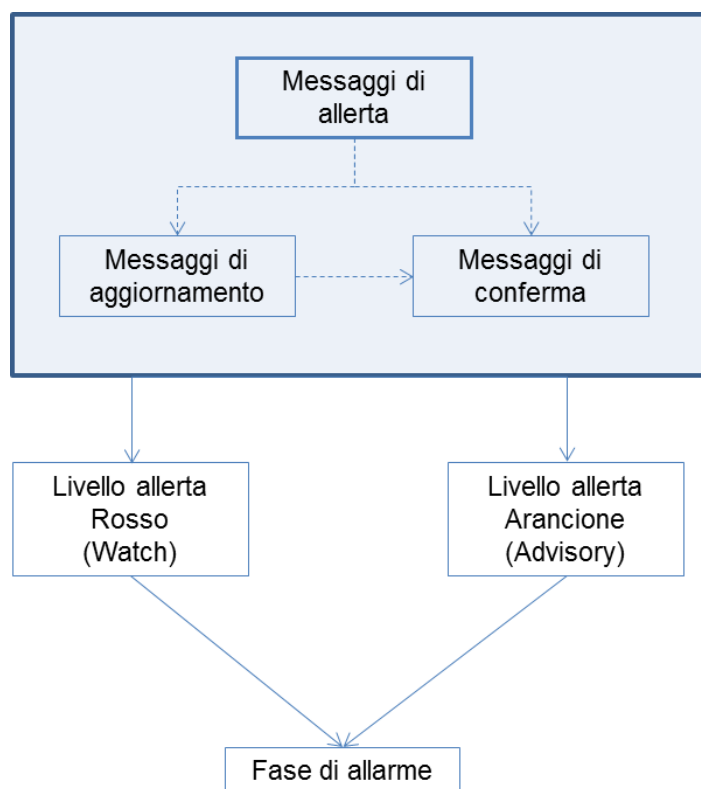 Messaggi di
allerta
Messaggi di
aggiornamento
Messaggi di
conferma
Livello allerta
Rosso
(Watch)
Livello allerta
Arancione
(Advisory)
Fase di allarme